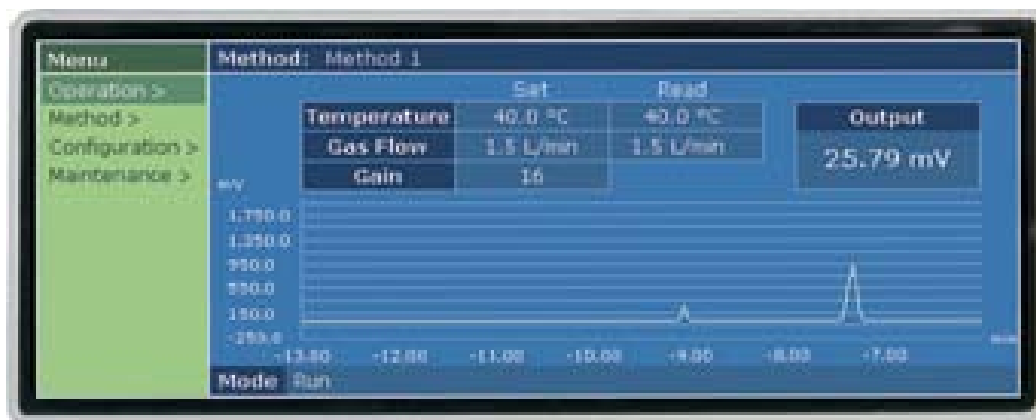 Menu
Operation >
Method >
Configuration >
Maintenance >
Method: Method 1
Set Read
Temperature 40.0 °C 40.0 °C
Gas Flow 1.5 L/min 1.5 L/min
Gain 16
Output
25.79 mV
mV
1,750.0
1,350.0
950.0
550.0
150.0
-250.0
-13.00 -12.00 -11.00 -10.00 -9.00 -8.00 -7.00
min
Mode Run